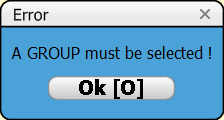 Error
A GROUP must be selected !
Ok [O]